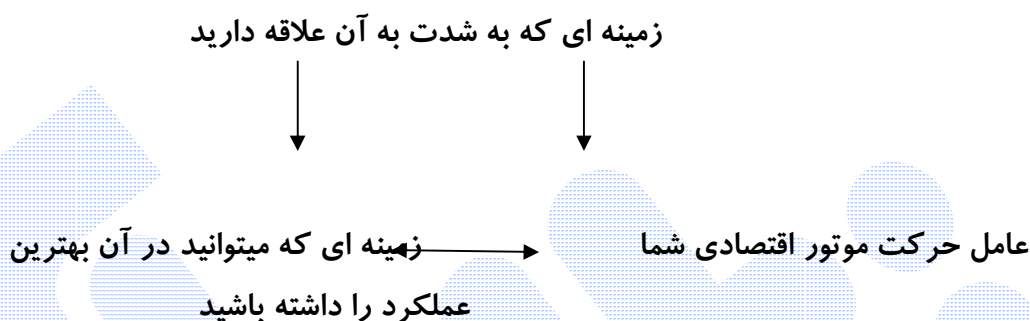 زمینه ای که به شدت به آن علاقه دارید
عامل حرکت موتور اقتصادی شما
زمینه ای که میتوانید در آن بهترین
عملکرد را داشته باشید